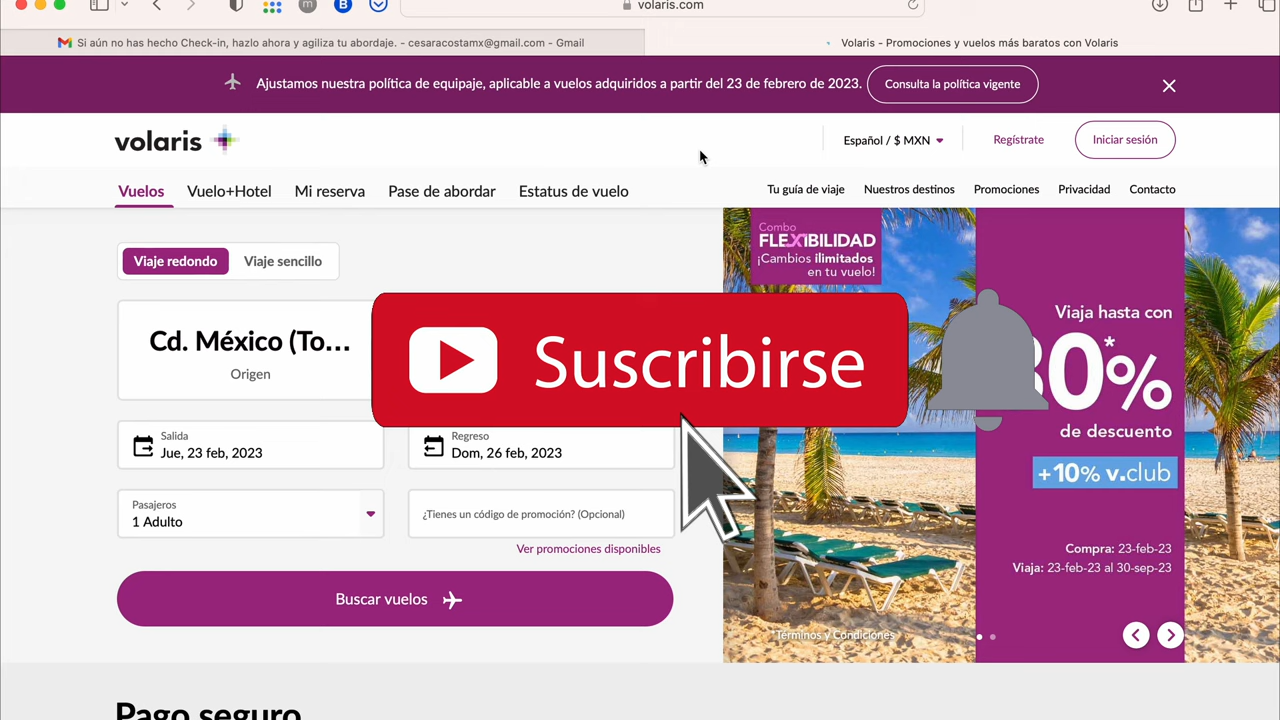 volaris.com
Si aún no has hecho Check-in, hazlo ahora y agiliza tu abordaje. - cesaracostamx@gmail.com - Gmail
Volaris - Promociones y vuelos más baratos con Volaris
Ajustamos nuestra política de equipaje, aplicable a vuelos adquiridos a partir del 23 de febrero de 2023.
Consulta la política vigente
volaris
Español / $ MXN
Regístrate
Iniciar sesión
Vuelos
Vuelo+Hotel
Mi reserva
Pase de abordar
Estatus de vuelo
Tu guía de viaje
Nuestros destinos
Promociones
Privacidad
Contacto
Viaje redondo
Viaje sencillo
Cd. México (To...
Origen
Suscribirse
Salida
Jue, 23 feb, 2023
Regreso
Dom, 26 feb, 2023
Pasajeros
1 Adulto
¿Tienes un código de promoción? (Opcional)
Ver promociones disponibles
Buscar vuelos
Combo
FLEXIBILIDAD
¡Cambios ilimitados
en tu vuelo!
Viaja hasta con
0%*
de descuento
+10% v.club
Compra: 23-feb-23
Viaja: 23-feb-23 al 30-sep-23
Términos y Condiciones
Pago seguro